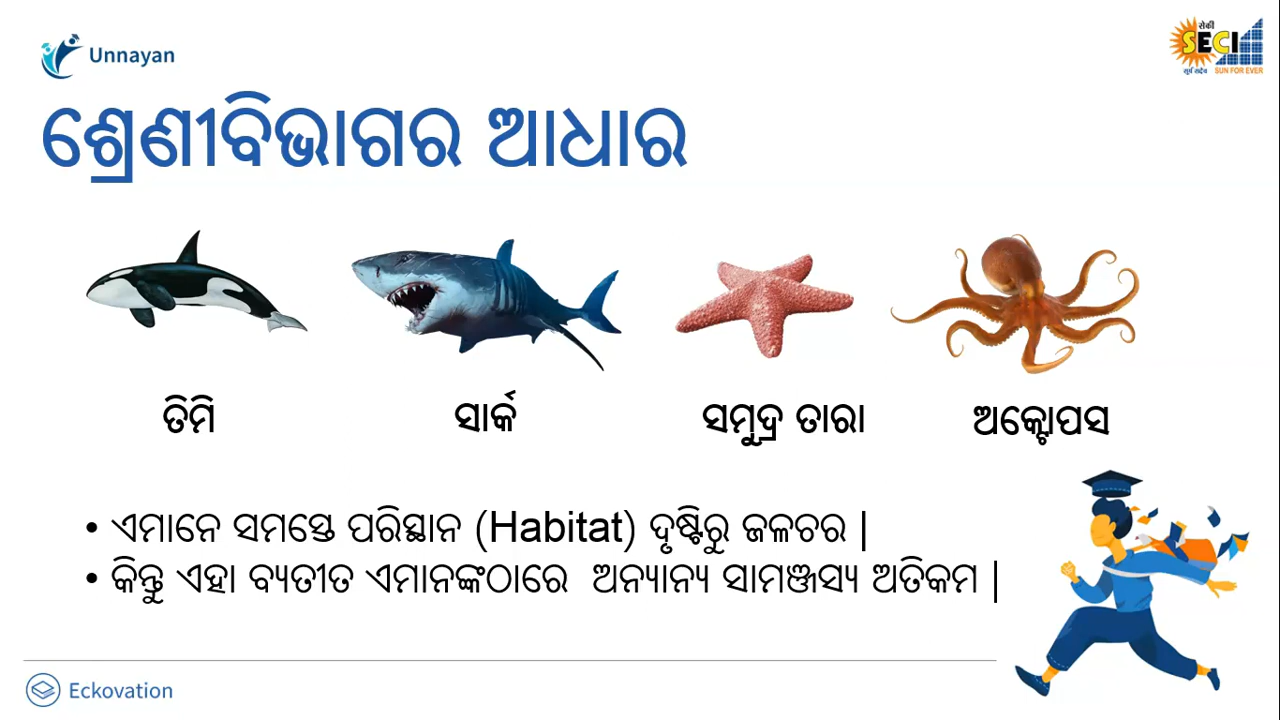 Unnayan
सेकी
SECI
सूर्य सदैव SUN FOR EVER
ଶ୍ରେଣୀବିଭାଗର ଆଧାର
ତିମି ସାର୍କ ସମୁଦ୍ର ତାରା ଅକ୍ଟୋପସ
• ଏମାନେ ସମସ୍ତେ ପରିସ୍ଥାନ (Habitat) ଦୃଷ୍ଟିରୁ ଜଳଚର |
• କିନ୍ତୁ ଏହା ବ୍ୟତୀତ ଏମାନଙ୍କଠାରେ ଅନ୍ୟାନ୍ୟ ସାମଞ୍ଜସ୍ୟ ଅତିକମ |
Eckovation